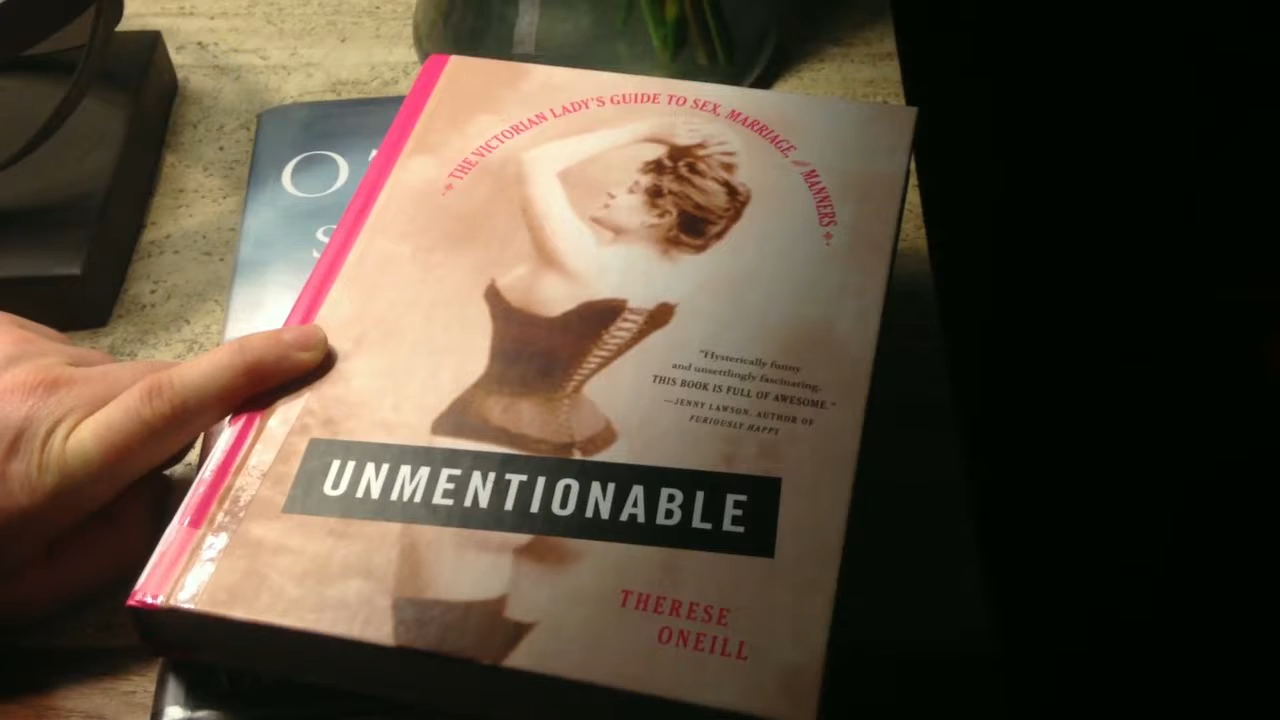 THE VICTORIAN LADY'S GUIDE TO SEX, MARRIAGE, & MANNERS
"Hysterically funny
and unsettlingly fascinating.
THIS BOOK IS FULL OF AWESOME."
—JENNY LAWSON, AUTHOR OF
FURIOUSLY HAPPY
UNMENTIONABLE
THERESE
ONEILL